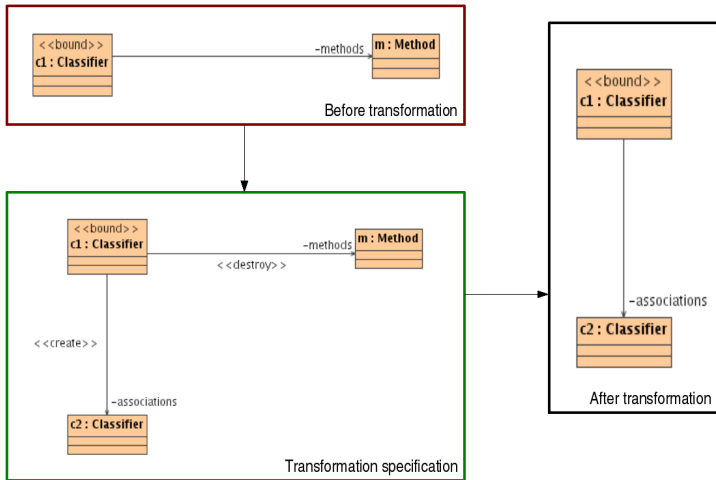 <<bound>>
c1 : Classifier
-methods
m : Method
Before transformation
<<bound>>
c1 : Classifier
-methods
m : Method
<<destroy>>
<<create>>
-associations
c2 : Classifier
Transformation specification
<<bound>>
c1 : Classifier
-associations
c2 : Classifier
After transformation